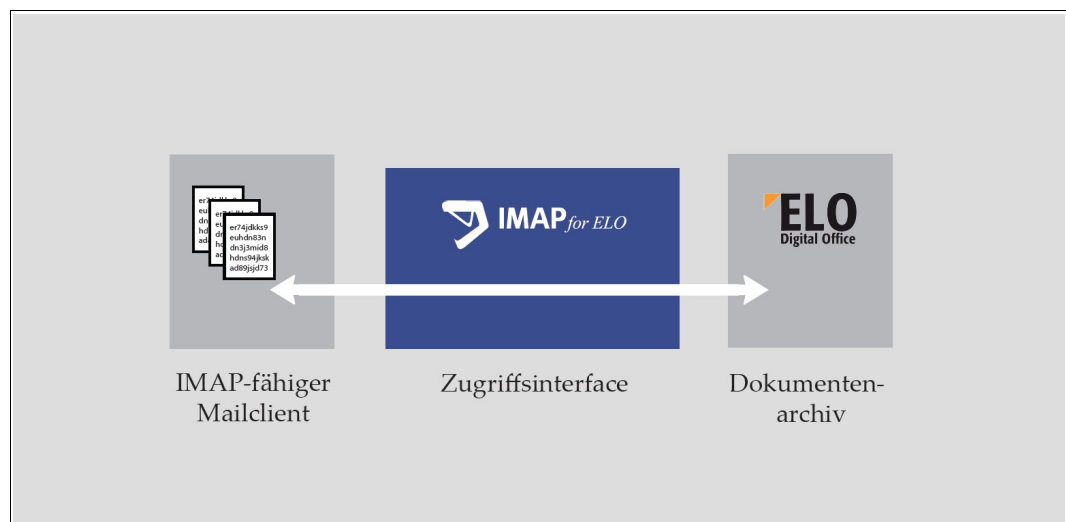 er74jdkks9
euhdn83n
dn3j3mid8
hdns94jksk
ad89jsjd73
IMAP for ELO
ELO
Digital Office
IMAP-fähiger
Mailclient
Zugriffsinterface
Dokumenten-
archiv